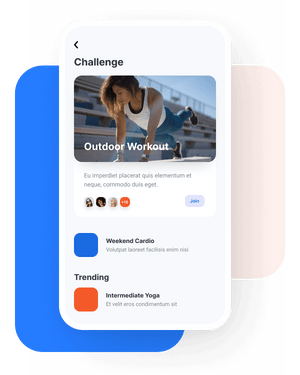 Challenge
Outdoor Workout
Eu imperdiet placerat quis elementum et
neque, commodo duis eget.
+16
Join
Weekend Cardio
Volutpat laoreet facilisis enim nisi
Trending
Intermediate Yoga
Et velit eros condimentum sit